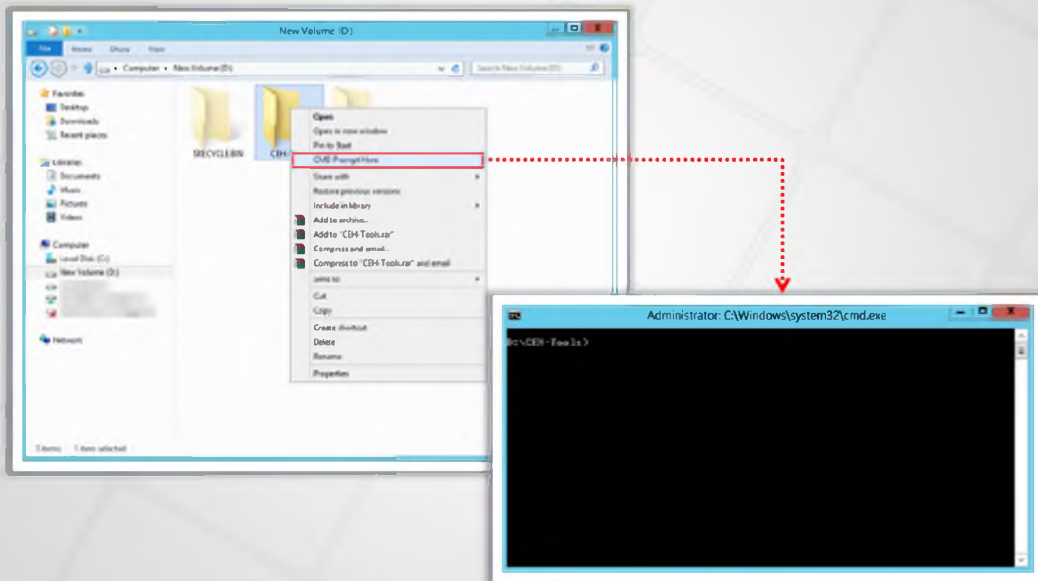 New Volume (D:)
File Home Share View
Computer New Volume (D:)
Search New Volume (D:)
Favorites
Desktop
Downloads
Recent places
Libraries
Documents
Music
Pictures
Videos
Computer
Local Disk (C:)
New Volume (D:)
Network
SRECYCLE.BIN
CEH-
Open
Open in new window
Pin to Start
CMD Prompt Here
Share with
Restore previous versions
Include in library
Add to archive...
Add to "CEH-Tools.rar"
Compress and email...
Compress to "CEH-Tools.rar" and email
Send to
Cut
Copy
Create shortcut
Delete
Rename
Properties
3 items 1 item selected
Administrator: C:\Windows\system32\cmd.exe
D:\CEH-Tools>